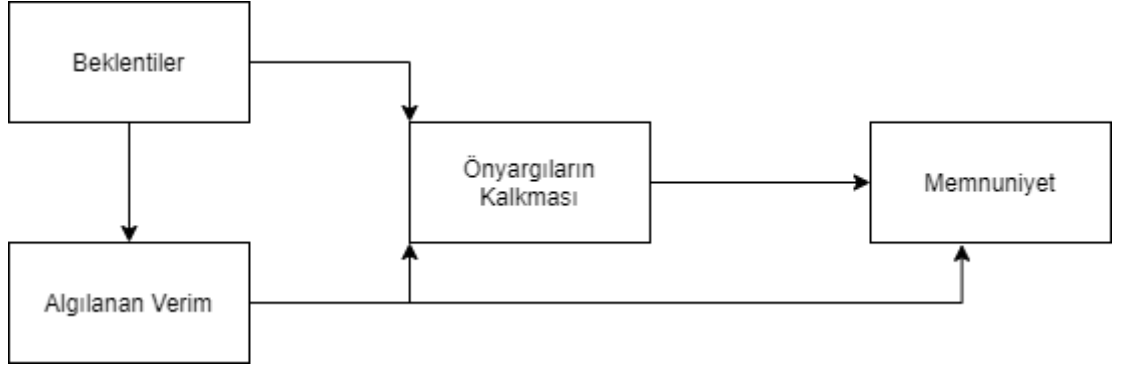 Beklentiler
Önyargıların
Kalkması
Memnuniyet
Algılanan Verim